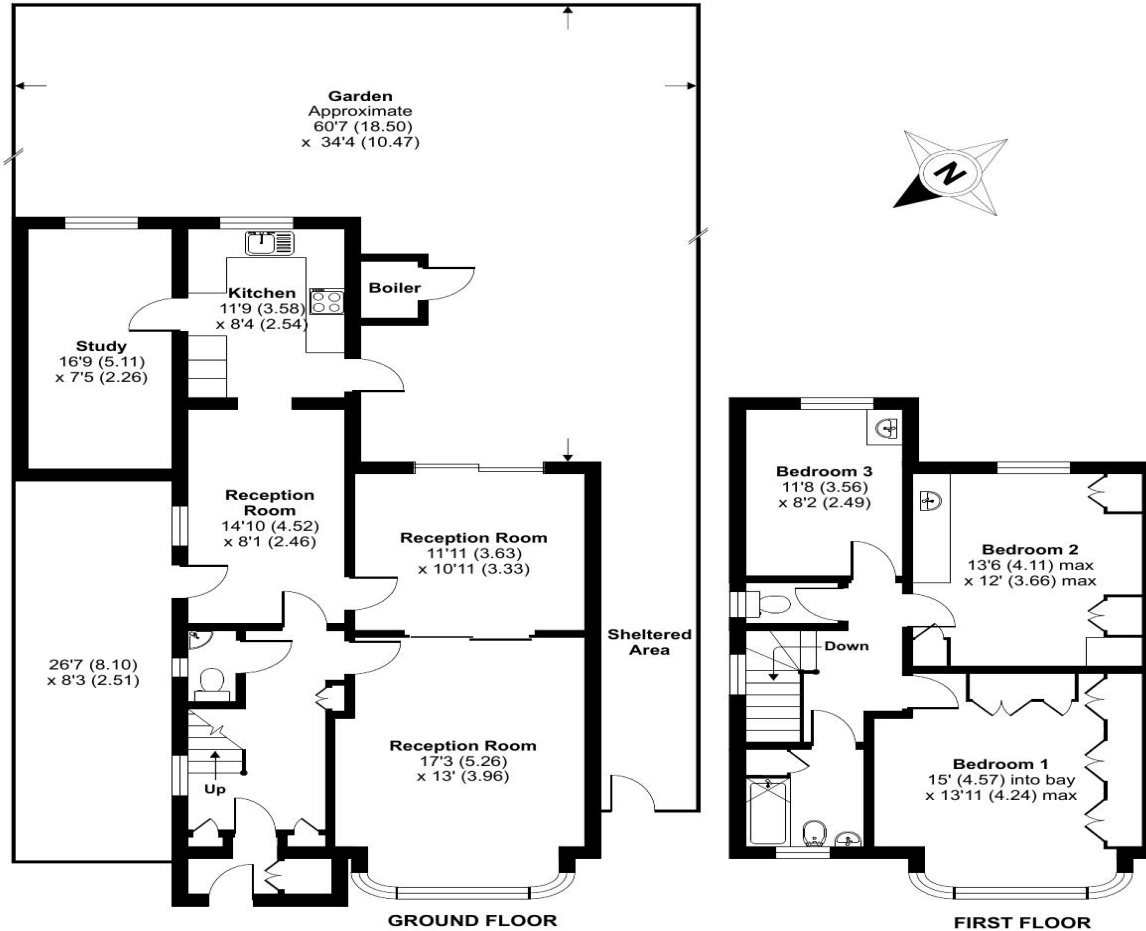 Garden
Approximate
60'7 (18.50)
x 34'4 (10.47)
N
Kitchen
11'9 (3.58)
x 8'4 (2.54)
Boiler
Study
16'9 (5.11)
x 7'5 (2.26)
Reception
Room
14'10 (4.52)
x 8'1 (2.46)
Reception Room
11'11 (3.63)
x 10'11 (3.33)
Sheltered
Area
26'7 (8.10)
x 8'3 (2.51)
Up
Reception Room
17'3 (5.26)
x 13' (3.96)
GROUND FLOOR
Bedroom 3
11'8 (3.56)
x 8'2 (2.49)
Bedroom 2
13'6 (4.11) max
x 12' (3.66) max
Down
Bedroom 1
15' (4.57) into bay
x 13'11 (4.24) max
FIRST FLOOR